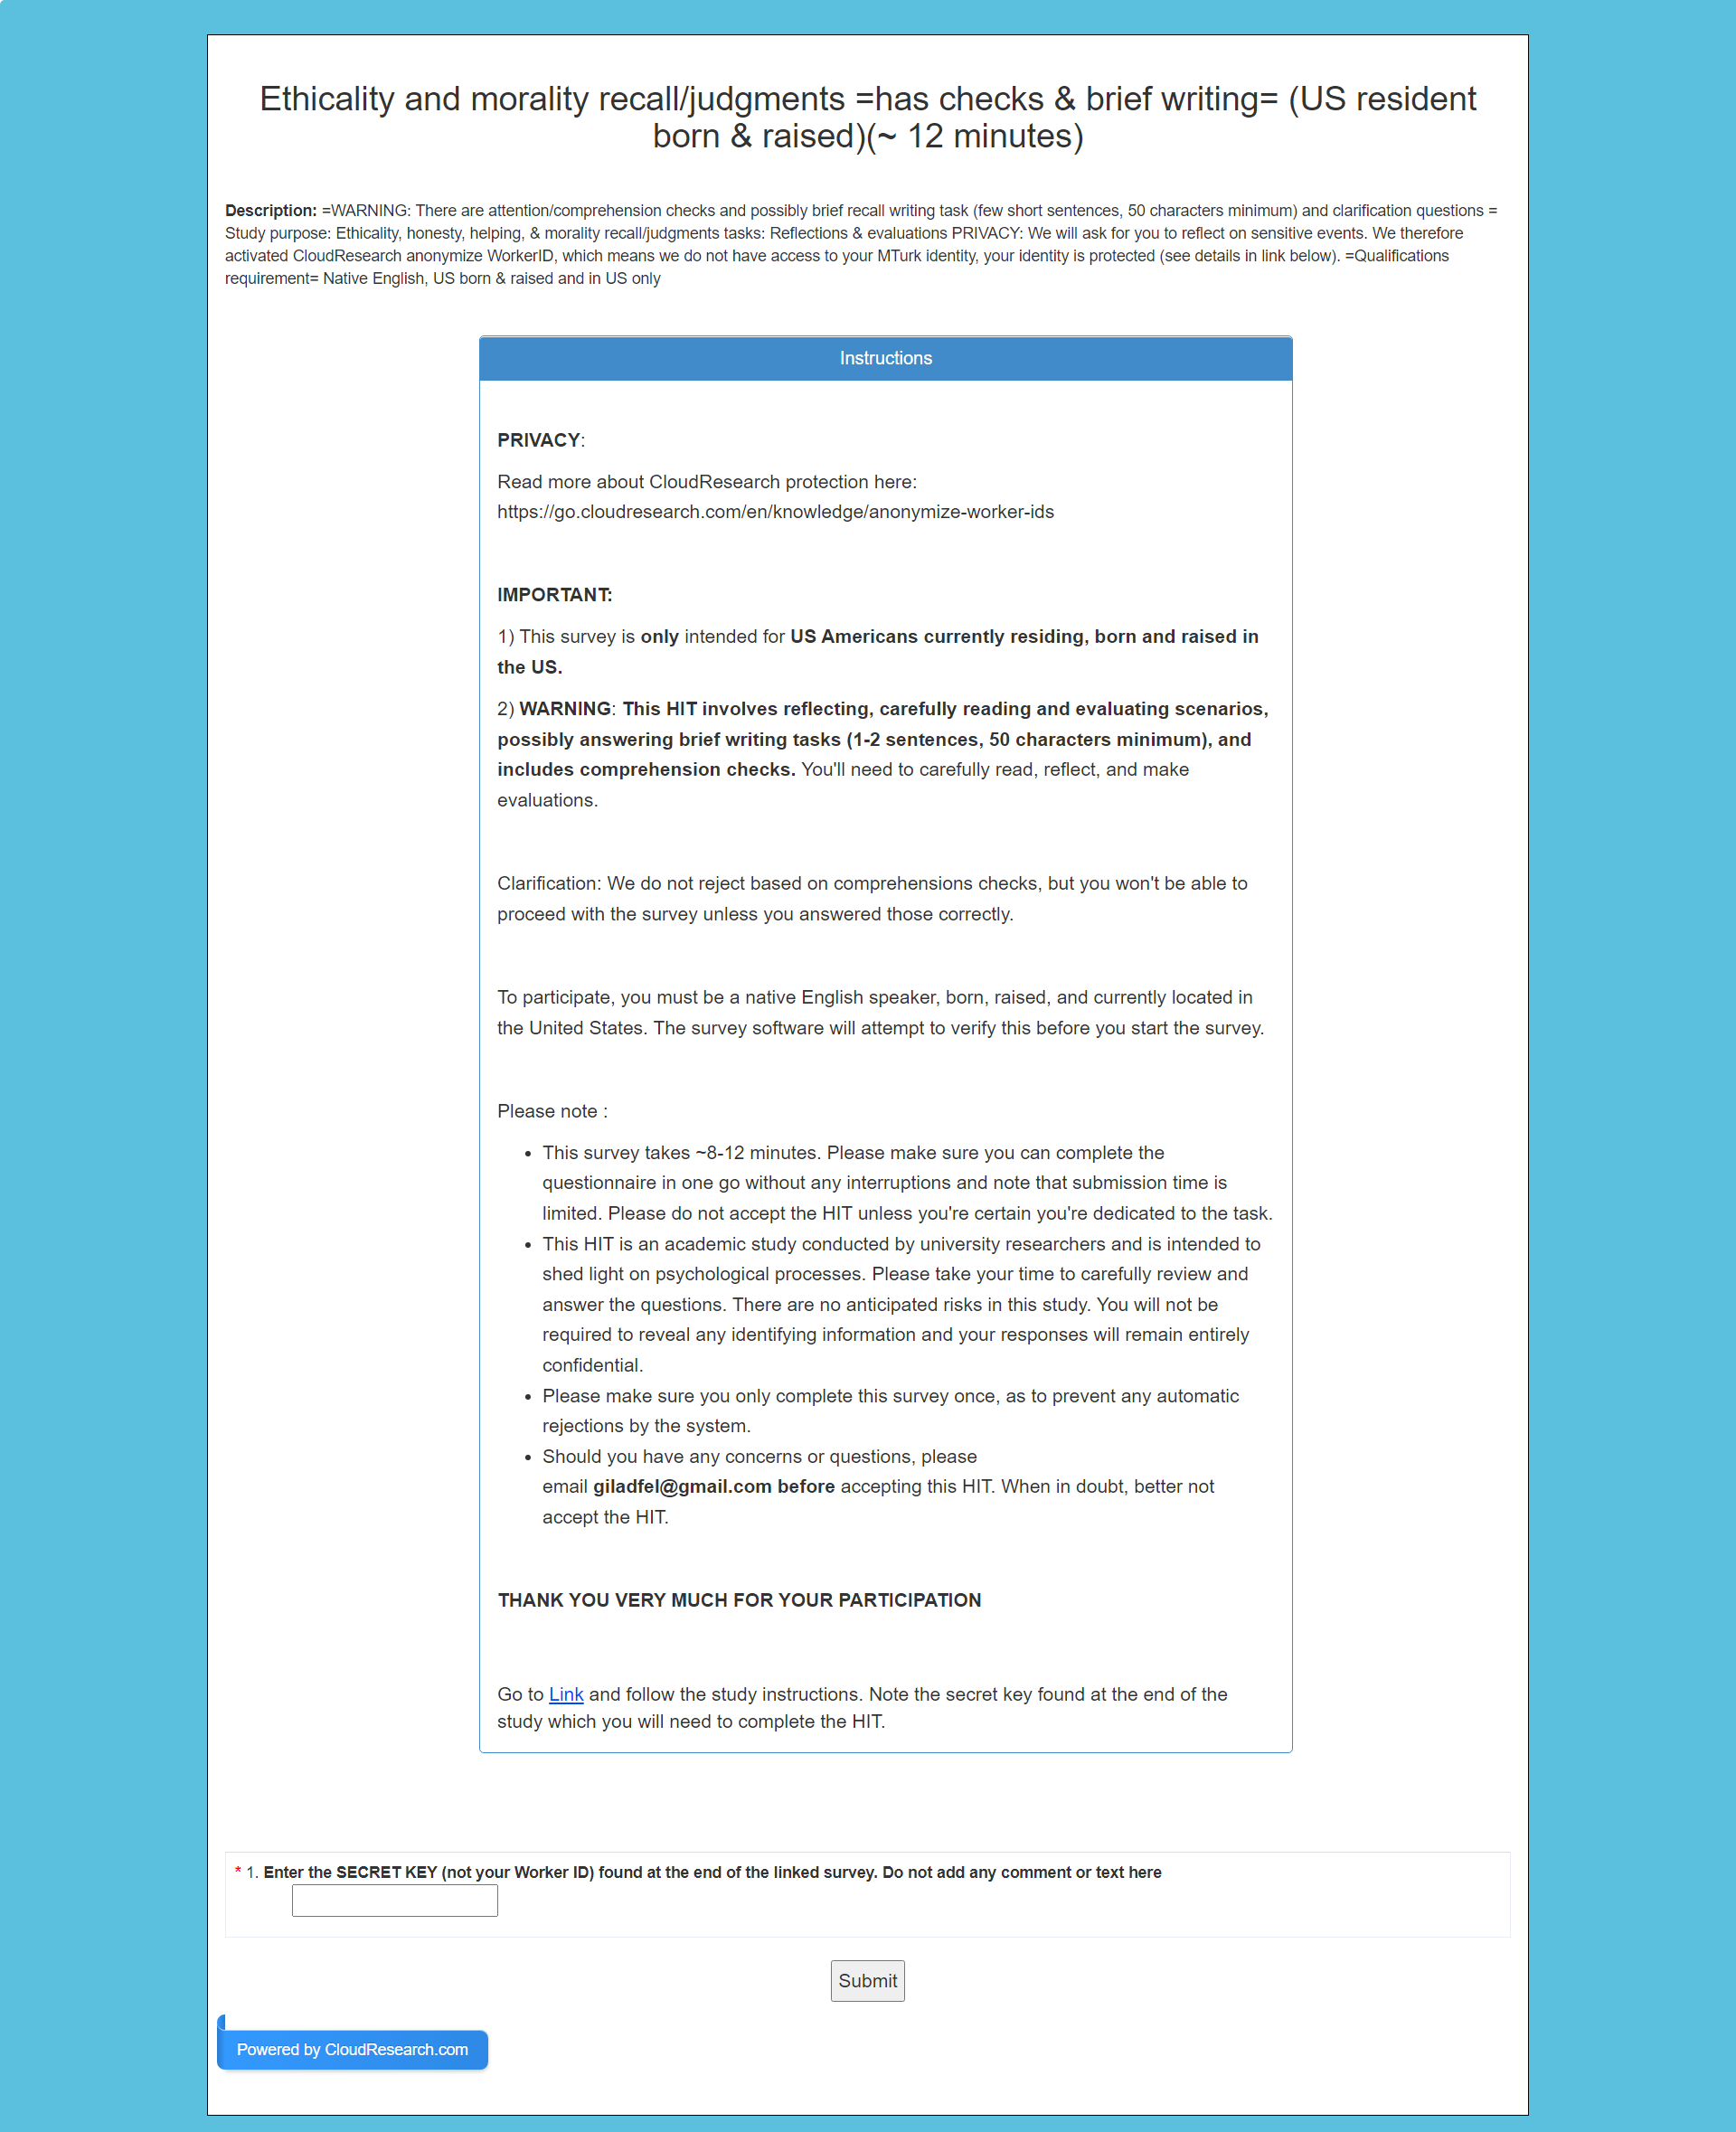 Ethicality and morality recall/judgments =has checks & brief writing= (US resident
born & raised)(~ 12 minutes)
Description: =WARNING: There are attention/comprehension checks and possibly brief recall writing task (few short sentences, 50 characters minimum) and clarification questions =
Study purpose: Ethicality, honesty, helping, & morality recall/judgments tasks: Reflections & evaluations PRIVACY: We will ask for you to reflect on sensitive events. We therefore
activated CloudResearch anonymize WorkerID, which means we do not have access to your MTurk identity, your identity is protected (see details in link below). =Qualifications
requirement= Native English, US born & raised and in US only
Instructions
PRIVACY:
Read more about CloudResearch protection here:
https://go.cloudresearch.com/en/knowledge/anonymize-worker-ids
IMPORTANT:
1) This survey is only intended for US Americans currently residing, born and raised in
the US.
2) WARNING: This HIT involves reflecting, carefully reading and evaluating scenarios,
possibly answering brief writing tasks (1-2 sentences, 50 characters minimum), and
includes comprehension checks. You'll need to carefully read, reflect, and make
evaluations.
Clarification: We do not reject based on comprehensions checks, but you won't be able to
proceed with the survey unless you answered those correctly.
To participate, you must be a native English speaker, born, raised, and currently located in
the United States. The survey software will attempt to verify this before you start the survey.
Please note :
• This survey takes ~8-12 minutes. Please make sure you can complete the
questionnaire in one go without any interruptions and note that submission time is
limited. Please do not accept the HIT unless you're certain you're dedicated to the task.
• This HIT is an academic study conducted by university researchers and is intended to
shed light on psychological processes. Please take your time to carefully review and
answer the questions. There are no anticipated risks in this study. You will not be
required to reveal any identifying information and your responses will remain entirely
confidential.
• Please make sure you only complete this survey once, as to prevent any automatic
rejections by the system.
• Should you have any concerns or questions, please
email giladfel@gmail.com before accepting this HIT. When in doubt, better not
accept the HIT.
THANK YOU VERY MUCH FOR YOUR PARTICIPATION
Go to Link and follow the study instructions. Note the secret key found at the end of the
study which you will need to complete the HIT.
* 1. Enter the SECRET KEY (not your Worker ID) found at the end of the linked survey. Do not add any comment or text here
Submit
Powered by CloudResearch.com